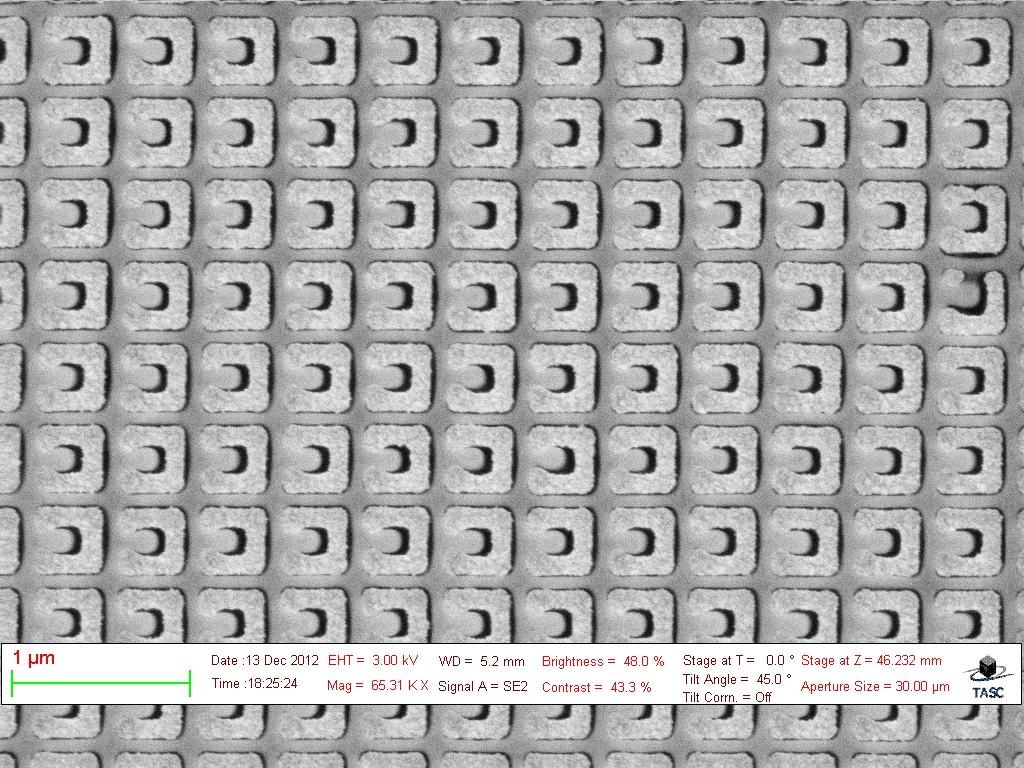 1 µm
Date :13 Dec 2012 EHT = 3.00 kV WD = 5.2 mm Brightness = 48.0 % Stage at T = 0.0 ° Stage at Z = 46.232 mm
Time :18:25:24 Mag = 65.31 K X Signal A = SE2 Contrast = 43.3 % Tilt Angle = 45.0 ° Aperture Size = 30.00 µm
Tilt Corrn. = Off
TASC